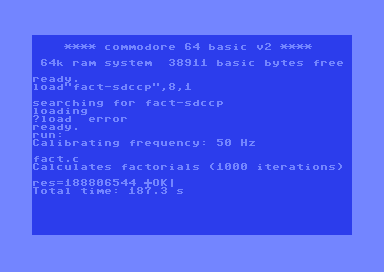 **** commodore 64 basic v2 ****
64k ram system  38911 basic bytes free
ready.
load"fact-sdccp",8,1
searching for fact-sdccp
loading
?load  error
ready.
run:
Calibrating frequency: 50 Hz
fact.c
Calculates factorials (1000 iterations)
res=188806544 ┼OK|
Total time: 187.3 s